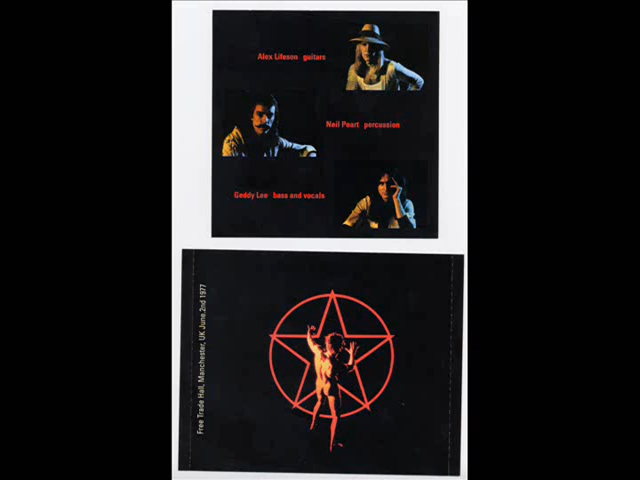 Alex Lifeson guitars
Neil Peart percussion
Geddy Lee bass and vocals
Free Trade Hall, Manchester, UK June.2nd 1977